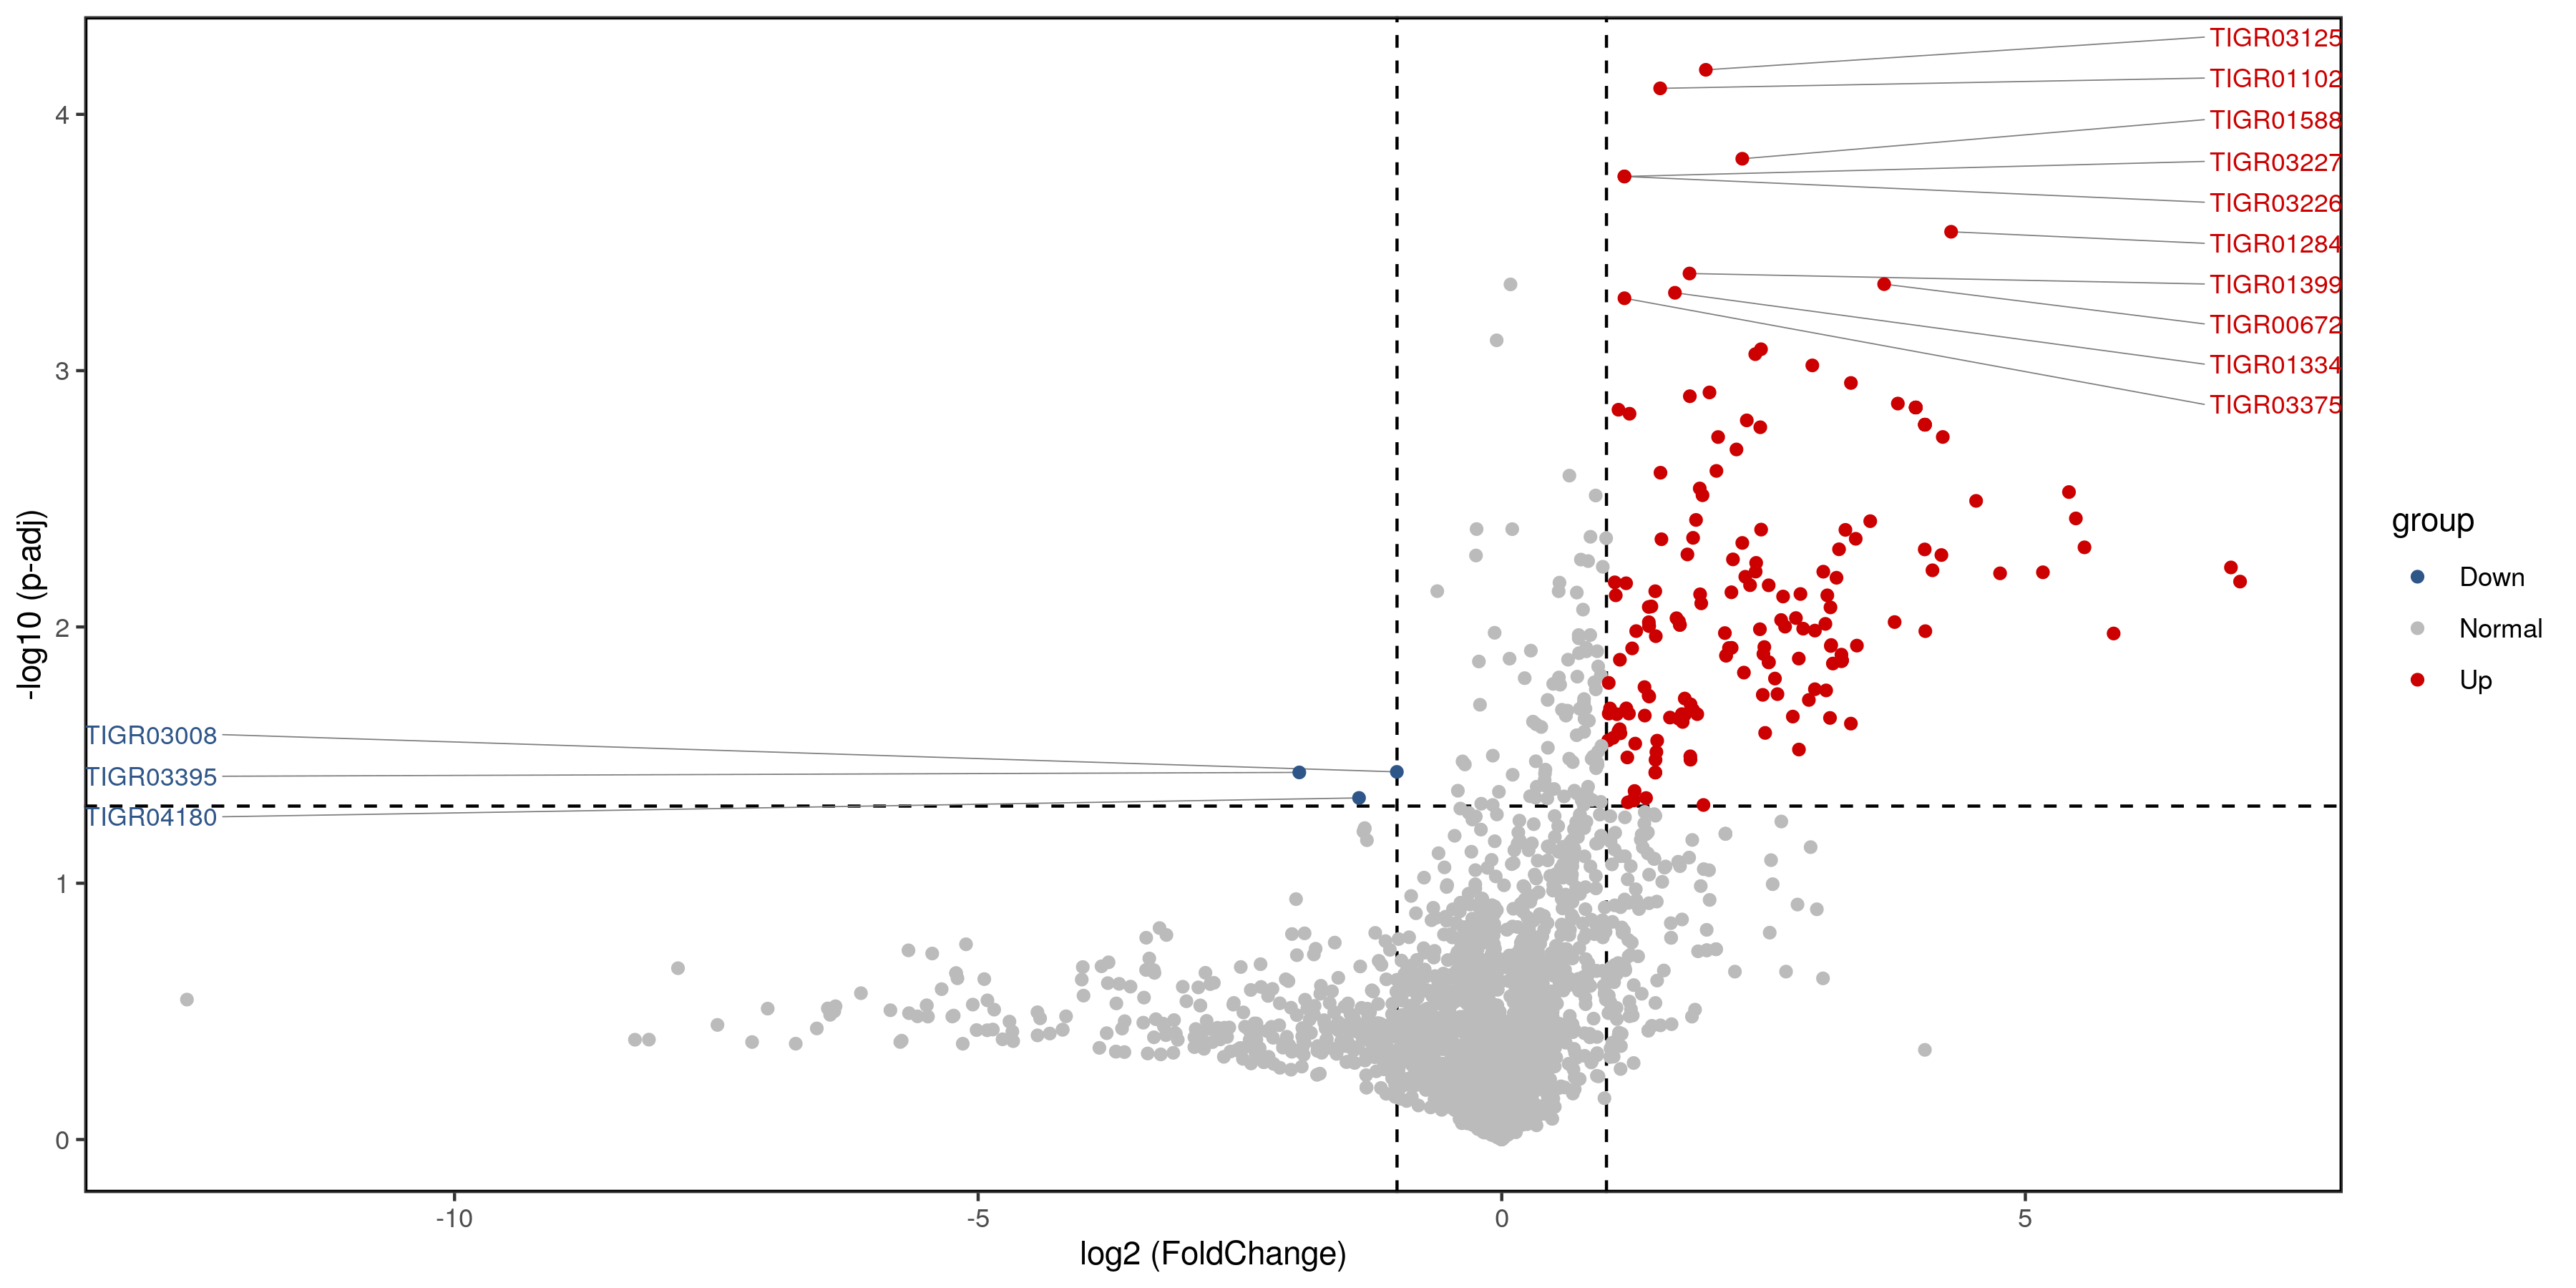 TIGR03125
TIGR01102
TIGR01588
TIGR03227
TIGR03226
TIGR01284
TIGR01399
TIGR00672
TIGR01334
TIGR03375
TIGR03008
TIGR03395
TIGR04180
4
3
2
1
0
-log10 (p-adj)
-10 -5 0 5
log2 (FoldChange)
group
Down
Normal
Up